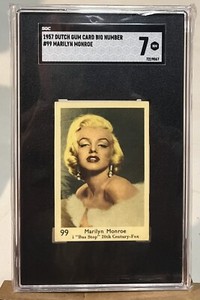 SGC
1957 DUTCH GUM CARD BIG NUMBER
#99 MARILYN MONROE
7
NM
99
Marilyn Monroe
i "Bus Stop" 20th Century-Fox